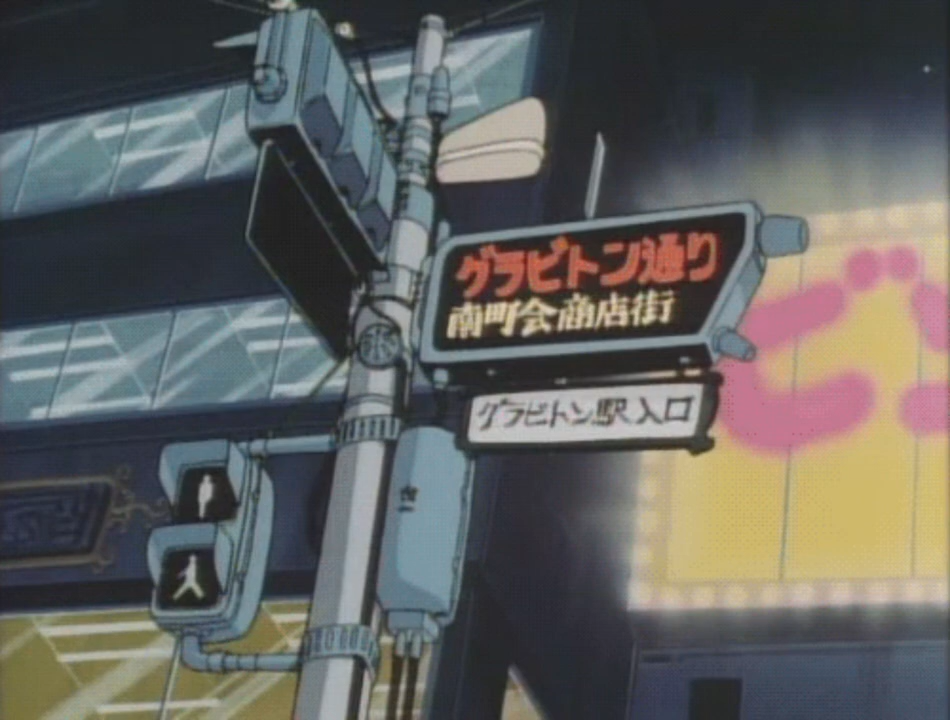 グラビトン通り
南町会商店街
グラビトン駅入口